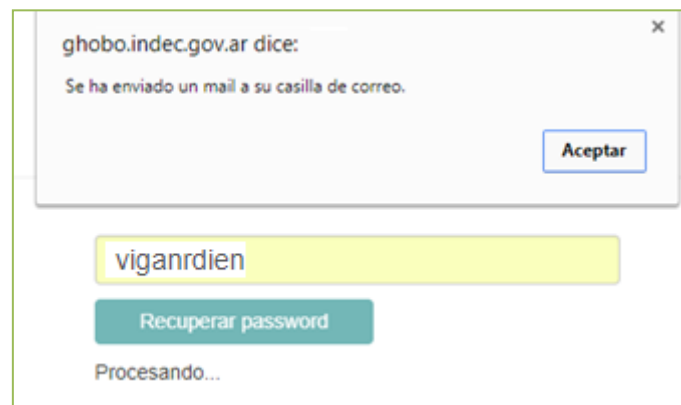 ghobo.indec.gov.ar dice:
Se ha enviado un mail a su casilla de correo.
Aceptar
viganrdien
Recuperar password
Procesando...